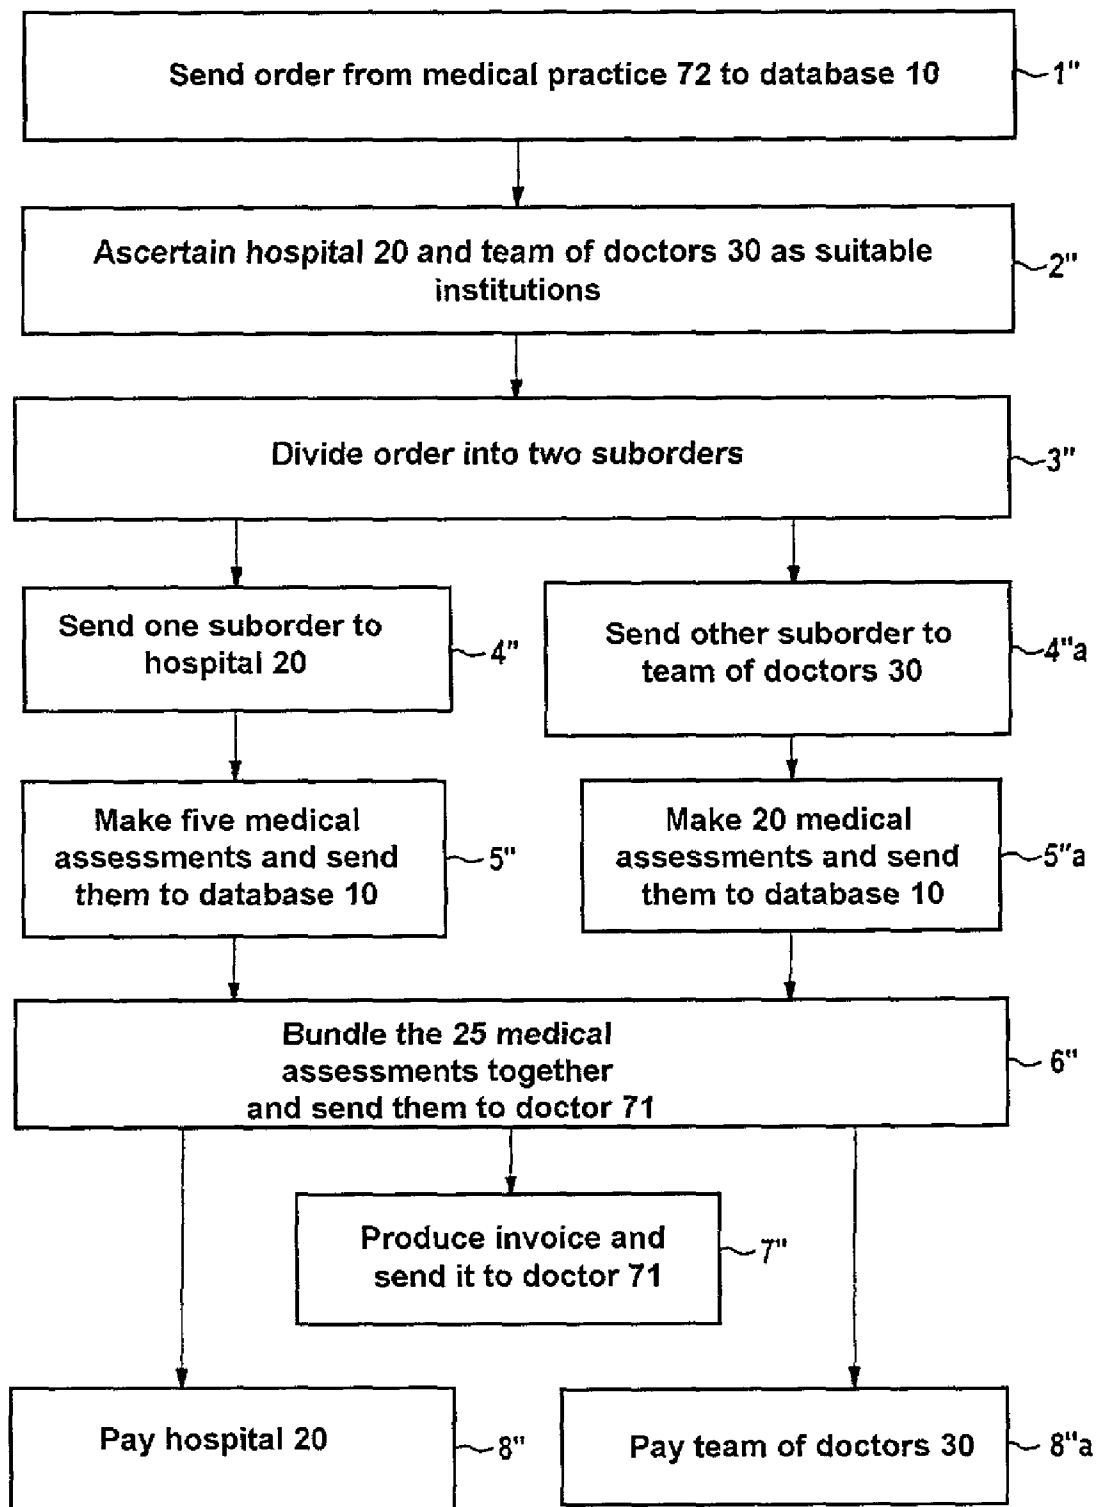 Send order from medical practice 72 to database 10
1"
Ascertain hospital 20 and team of doctors 30 as suitable
institutions
2"
Divide order into two suborders
3"
Send one suborder to
hospital 20
4"
Send other suborder to
team of doctors 30
4"a
Make five medical
assessments and send
them to database 10
5"
Make 20 medical
assessments and send
them to database 10
5"a
Bundle the 25 medical
assessments together
and send them to doctor 71
6"
Produce invoice and
send it to doctor 71
7"
Pay hospital 20
8"
Pay team of doctors 30
8"a